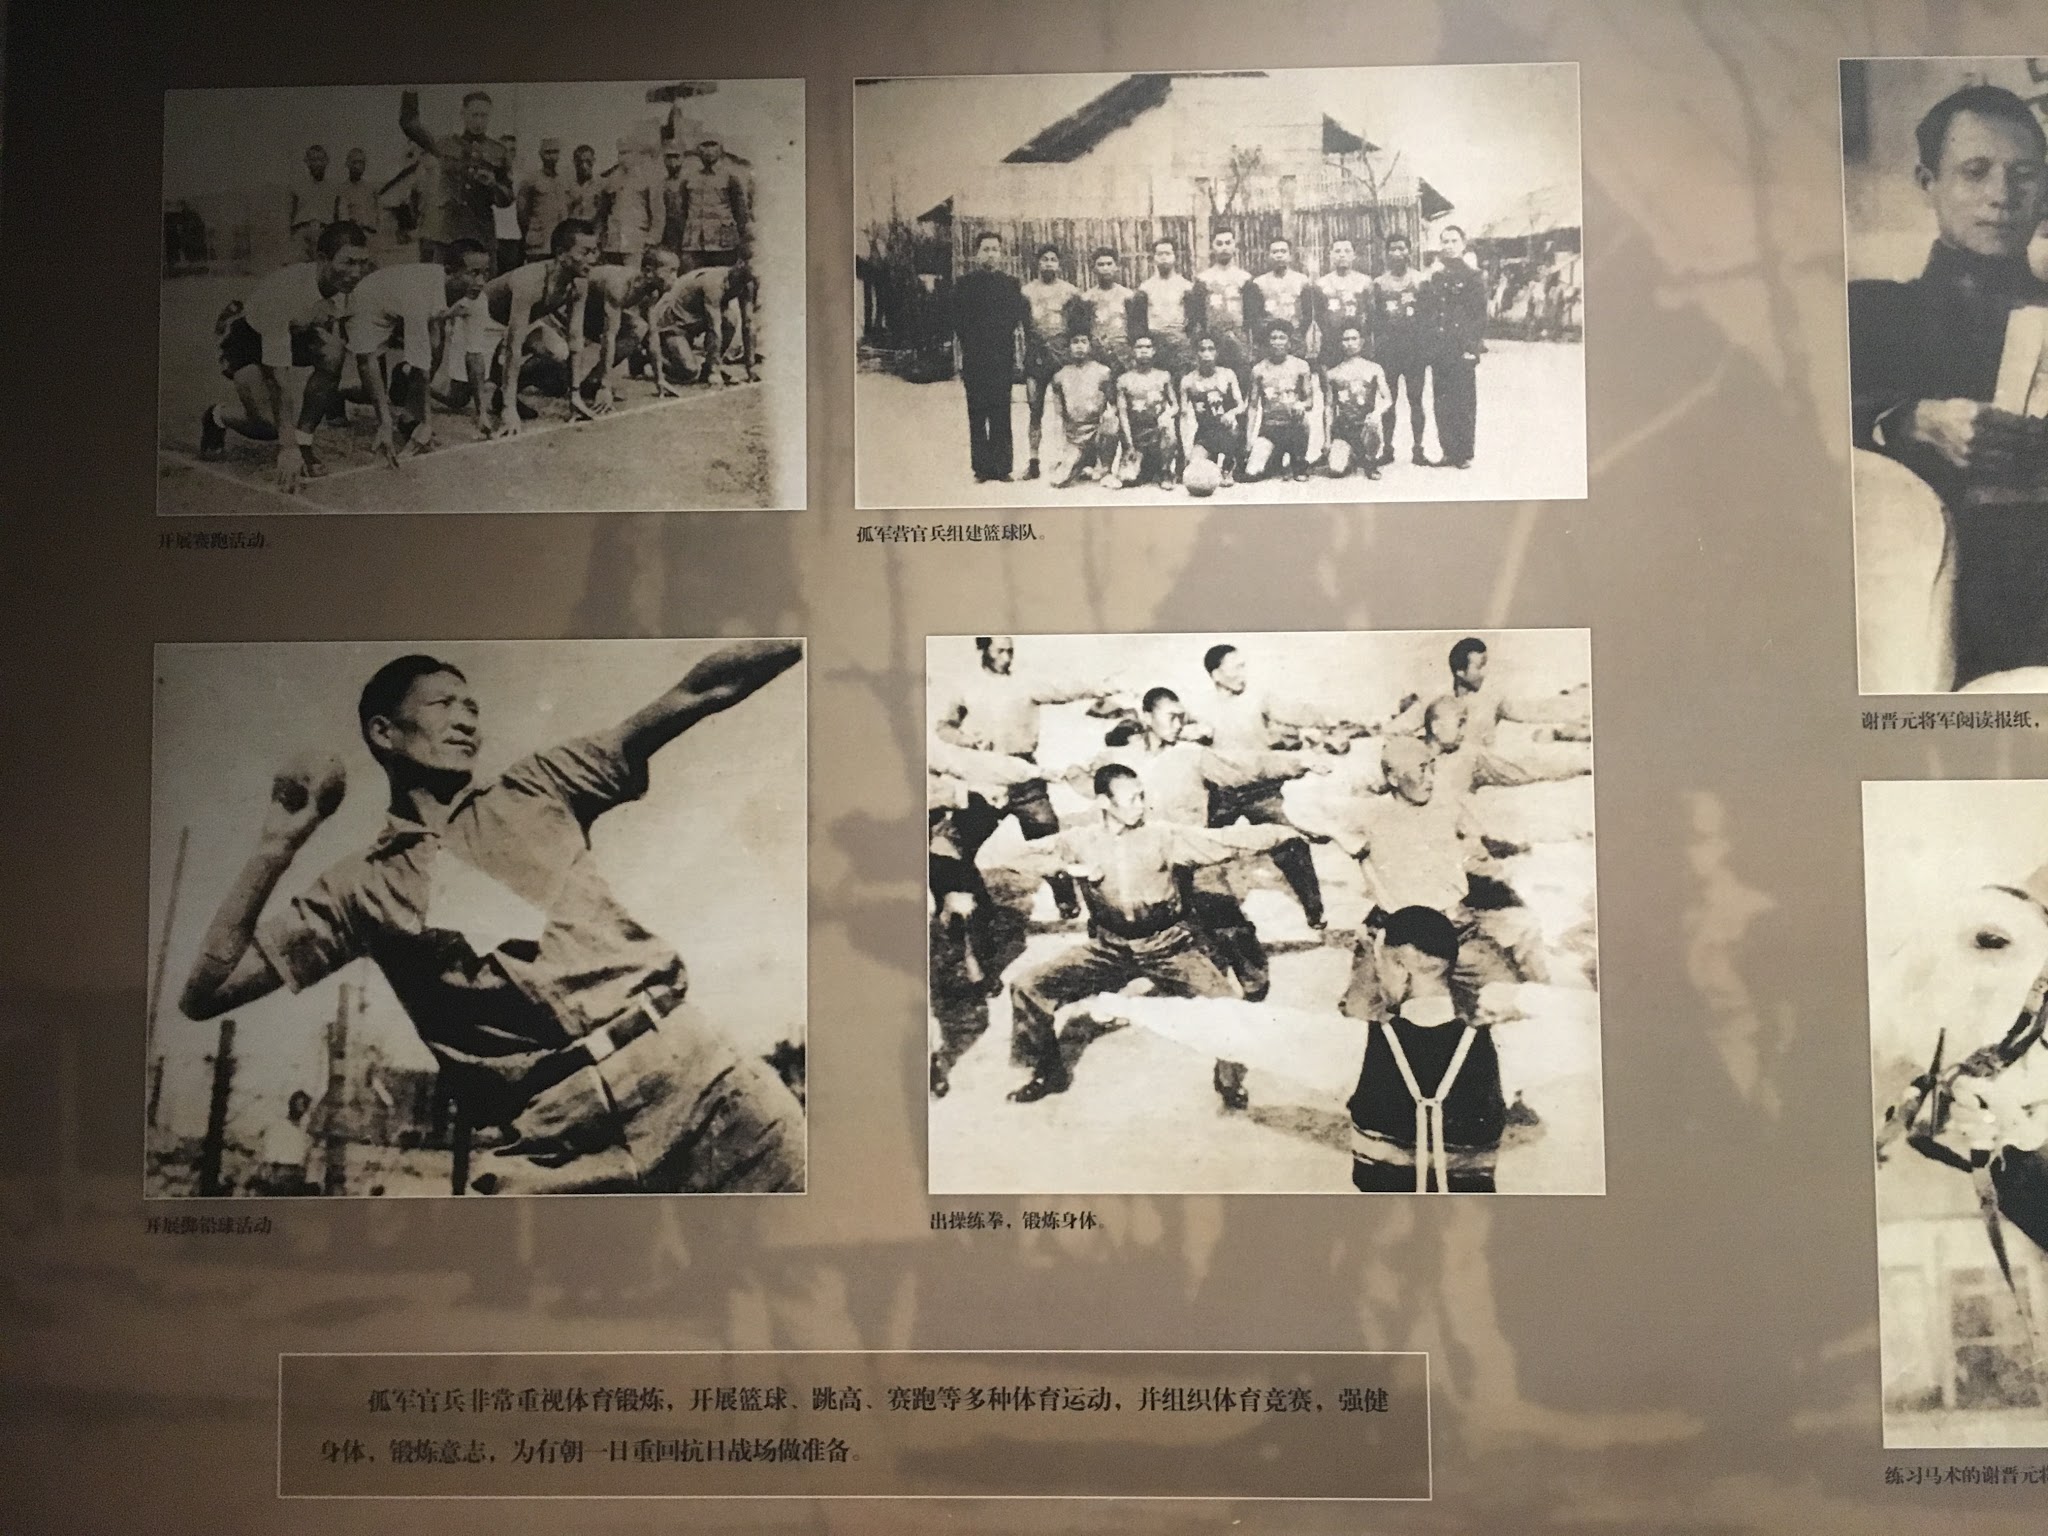 开展赛跑活动。
孤军营官兵组建篮球队。
谢晋元将军阅读报纸，
开展掷铅球活动。
出操练拳，锻炼身体。
练习马术的谢晋元将
孤军官兵非常重视体育锻炼，开展篮球、跳高、赛跑等多种体育运动，并组织体育竞赛，强健
身体，锻炼意志，为有朝一日重回抗日战场做准备。